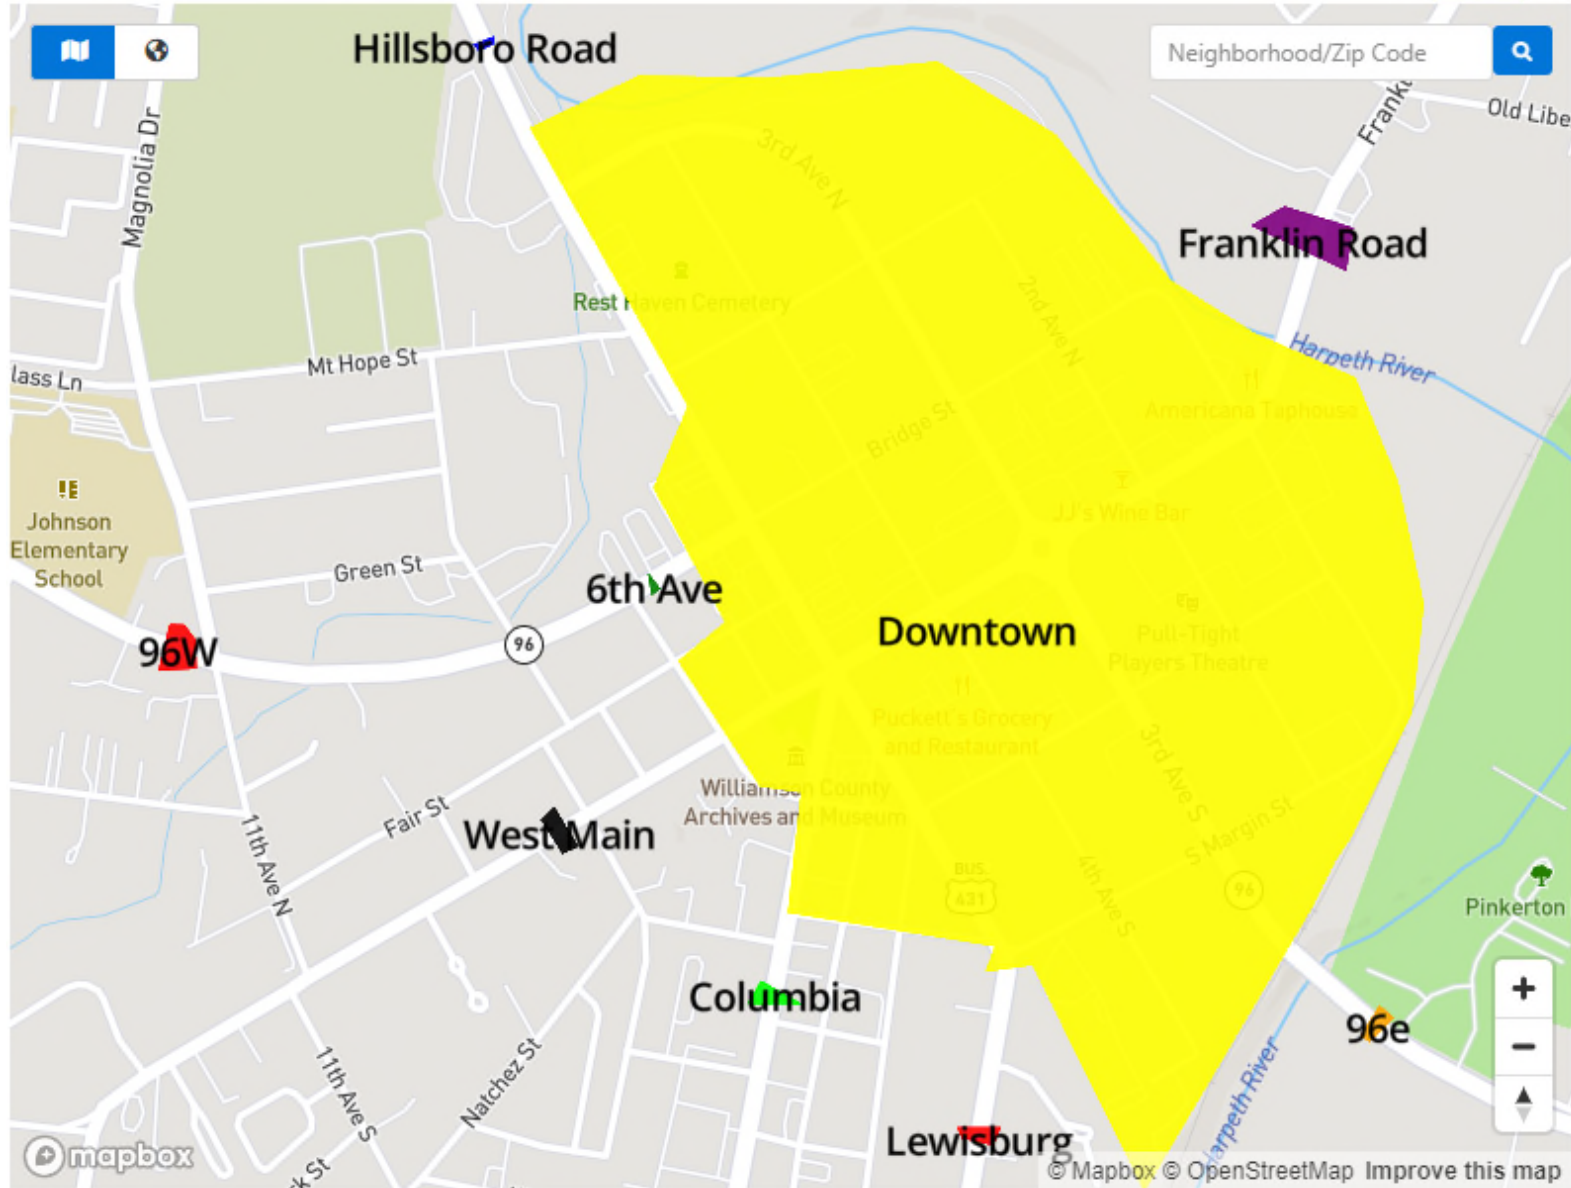 Hillsboro Road
Neighborhood/Zip Code
Old Libe
Frankl
Magnolia Dr
3rd Ave N
Franklin Road
Rest Haven Cemetery
2nd Ave N
Harpeth River
Mt Hope St
lass Ln
Americana Taphouse
Bridge St
JJ's Wine Bar
Johnson
Elementary
School
Green St
6th Ave
Downtown
96W
96
Pull-Tight
Players Theatre
Puckett's Grocery
and Restaurant
3rd Ave S
Williamson County
Archives and Museum
Fair St
West Main
S Margin St
11th Ave N
BUS
431
4th Ave S
96
Pinkerton
Columbia
96e
Natchez St
11th Ave S
Harpeth River
Lewisburg
k St
mapbox
© Mapbox © OpenStreetMap Improve this map